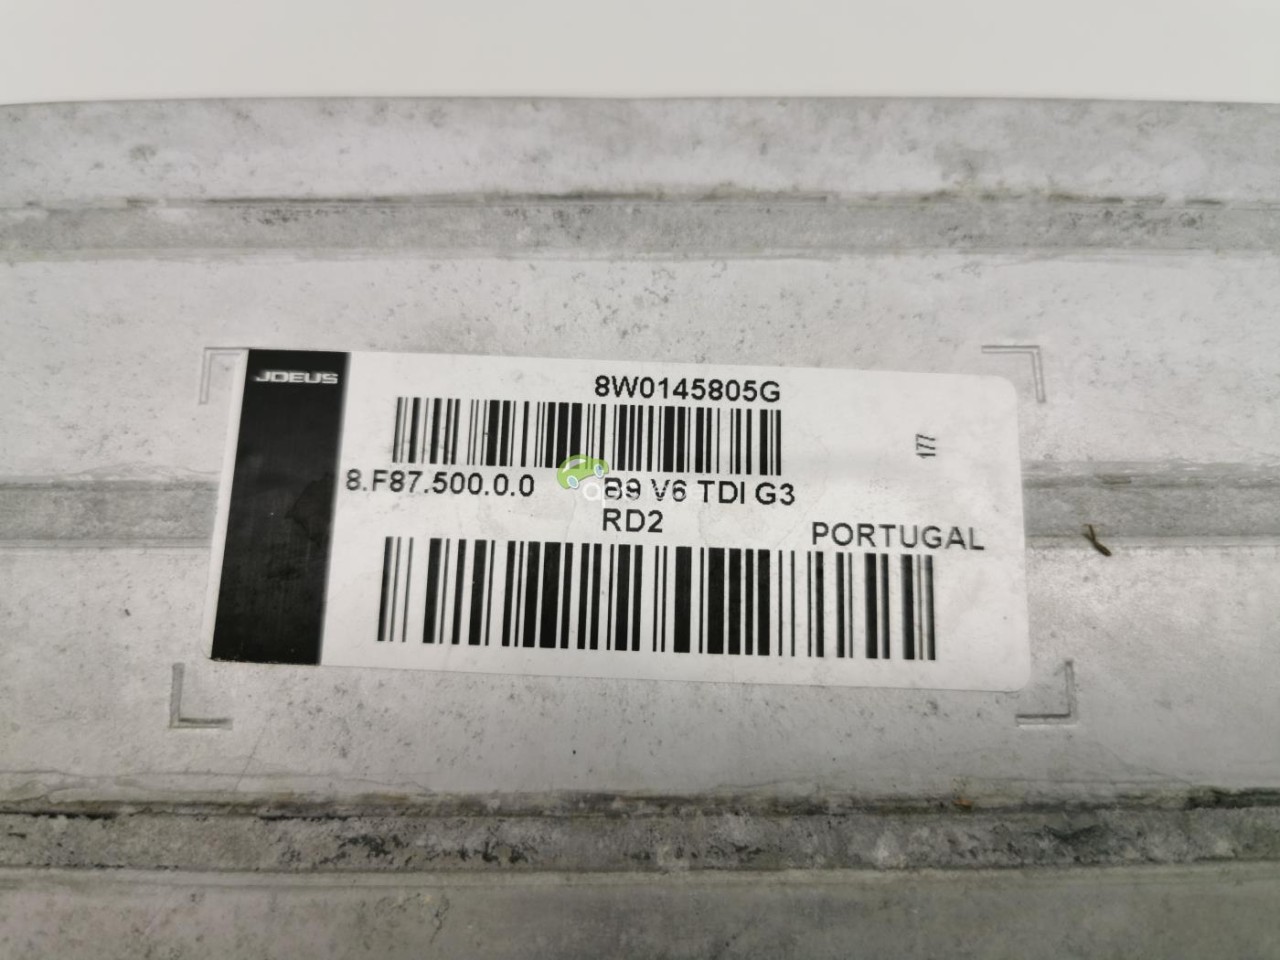 JDEUS
8W0145805G
177
8.F87.500.0.0 B9 V6 TDI G3
RD2
PORTUGAL